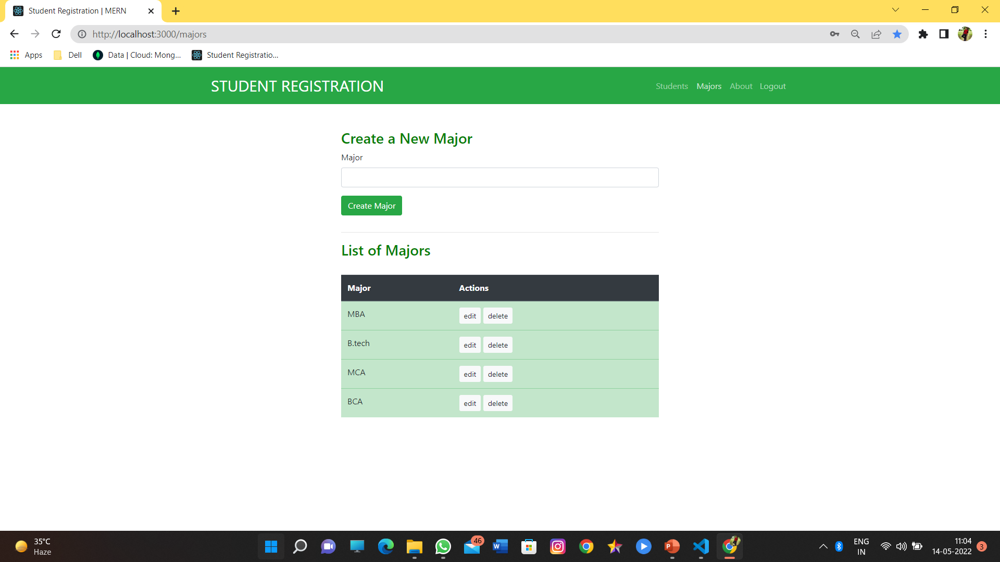 Student Registration | MERN
http://localhost:3000/majors
Apps Dell Data | Cloud: Mong... Student Registratio...
STUDENT REGISTRATION Students Majors About Logout
Create a New Major
Major
Create Major
List of Majors
Major Actions
MBA edit delete
B.tech edit delete
MCA edit delete
BCA edit delete
35°C
Haze
46
W
P
ENG
IN
11:04
14-05-2022
3